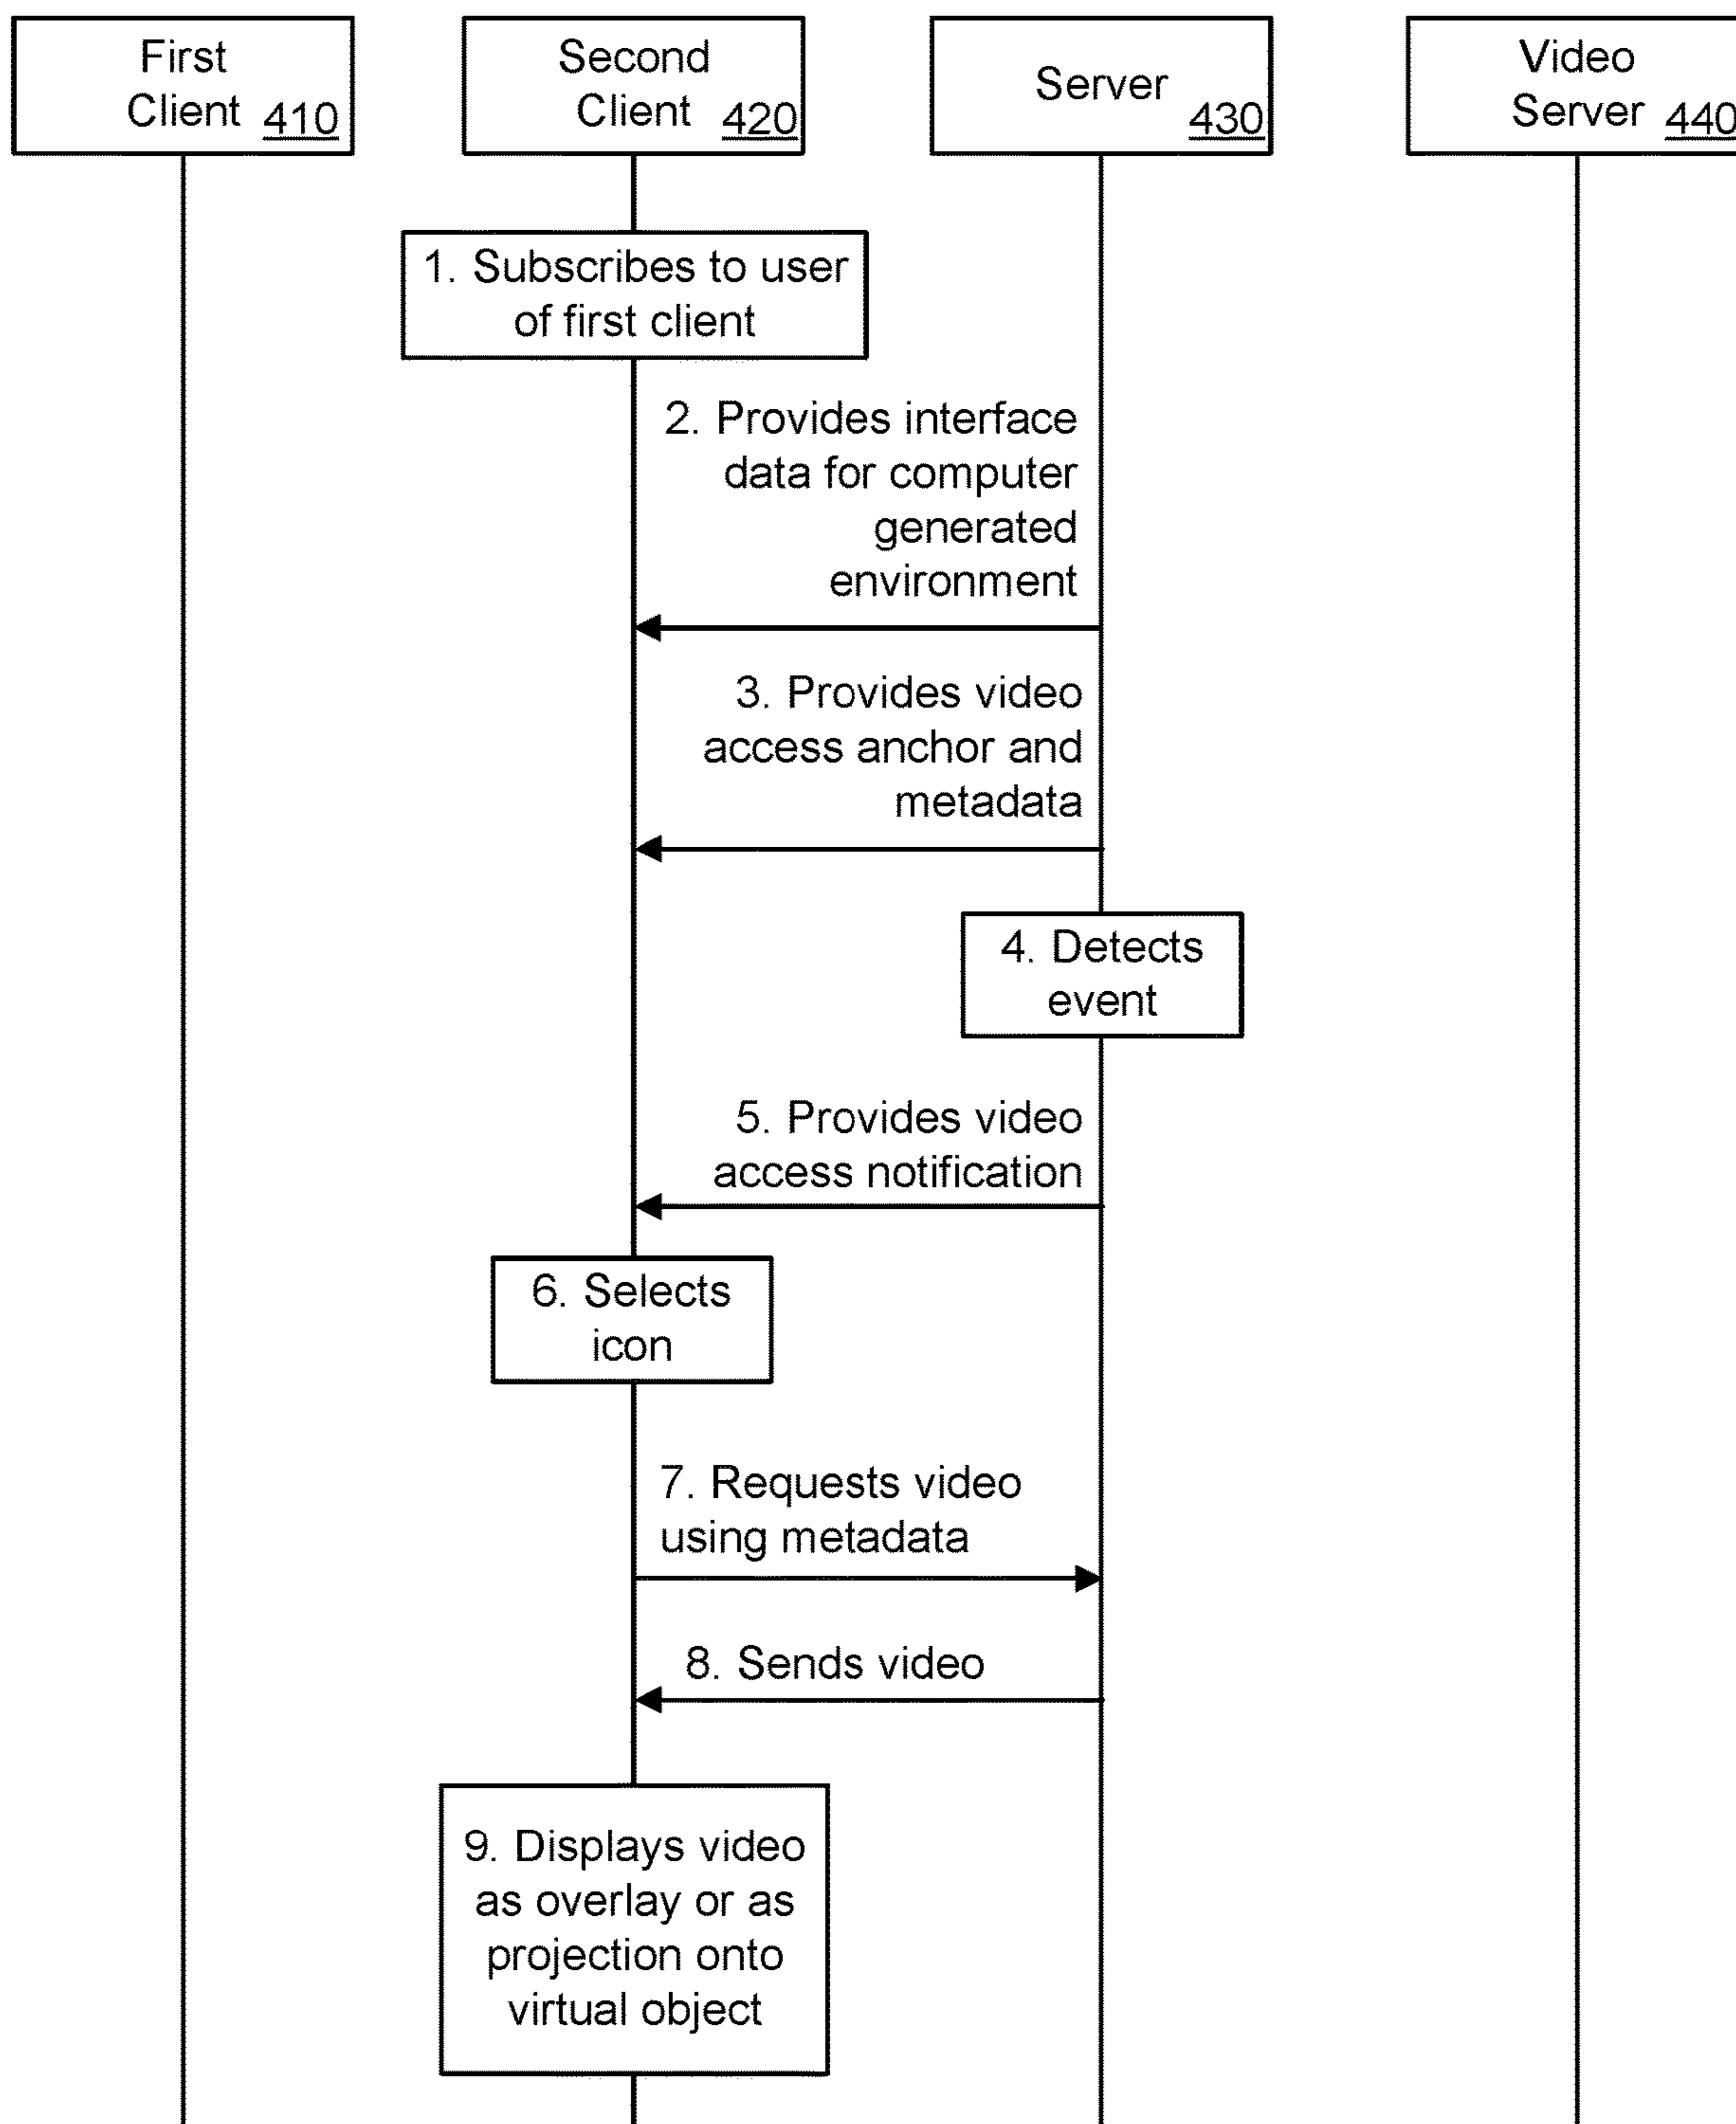 First
Client 410
Second
Client 420
Server 430
Video
Server 440
1. Subscribes to user
of first client
2. Provides interface
data for computer
generated
environment
3. Provides video
access anchor and
metadata
4. Detects
event
5. Provides video
access notification
6. Selects
icon
7. Requests video
using metadata
8. Sends video
9. Displays video
as overlay or as
projection onto
virtual object